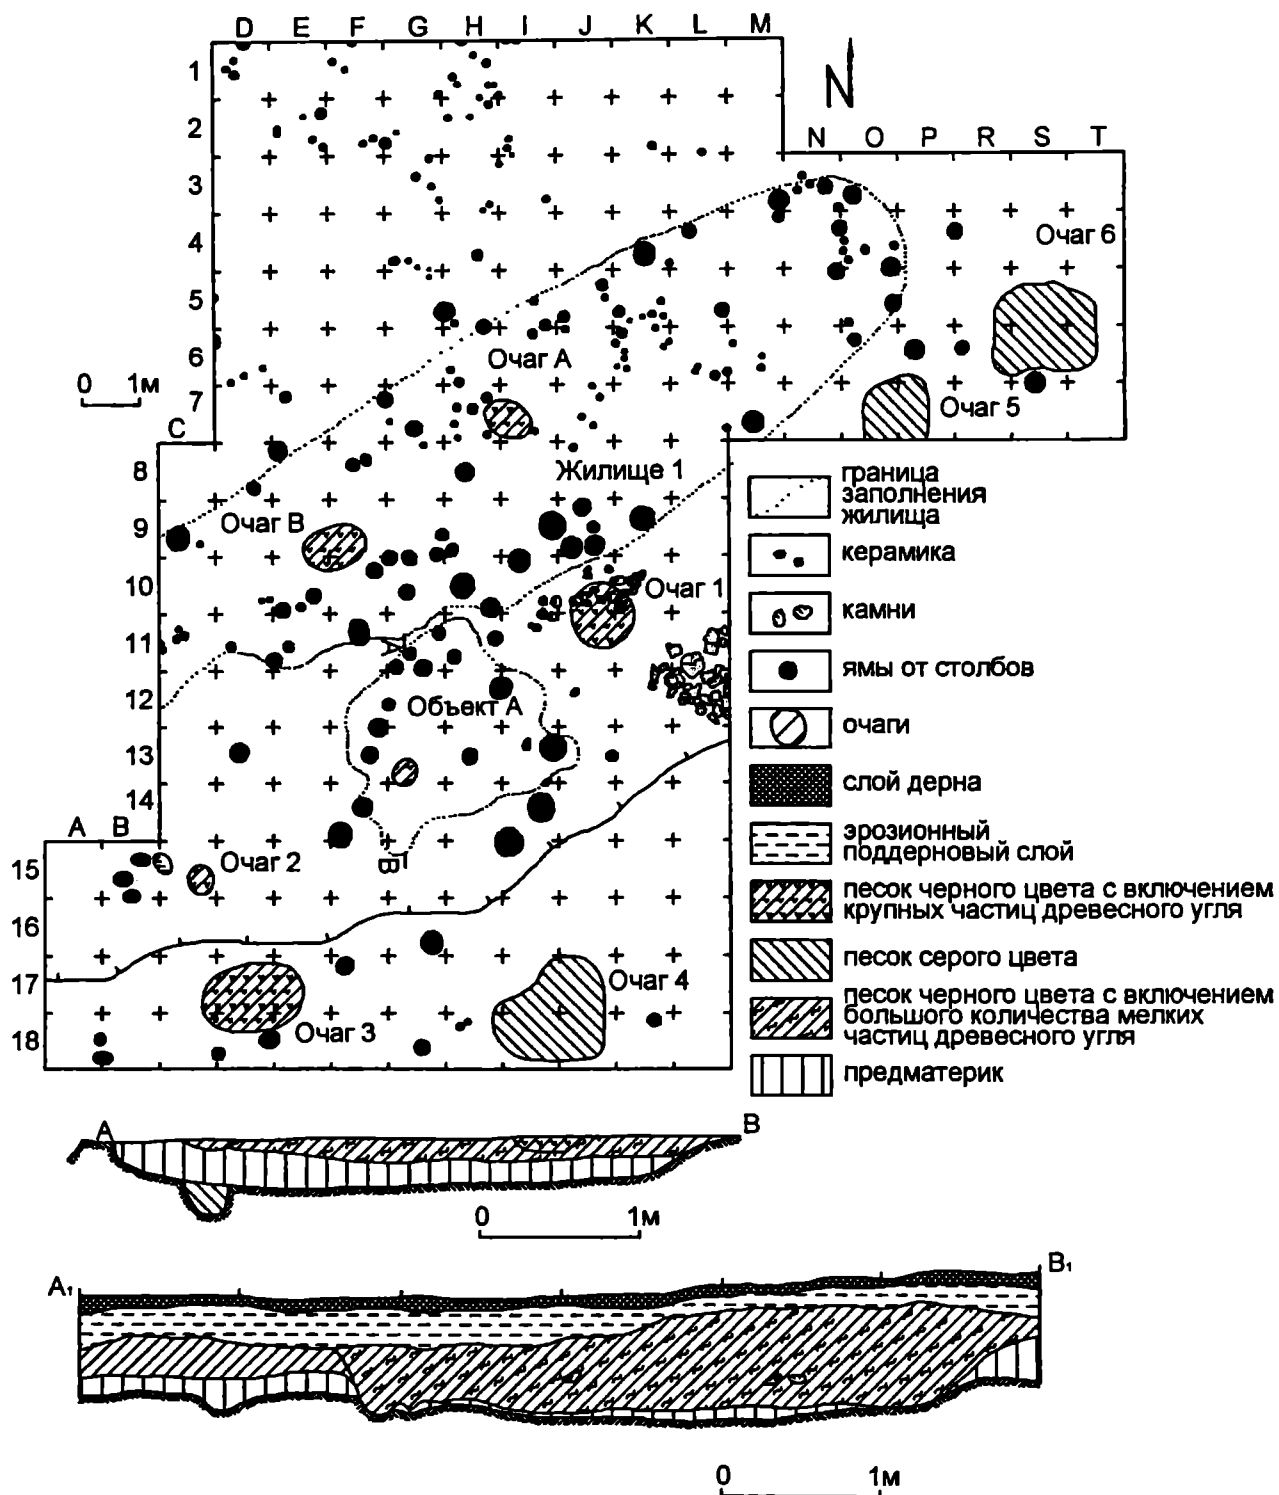 D E F G H I J K L M
N
N O P R S T
1
2
3
4
5
6
7
8
9
10
11
12
13
14
15
16
17
18
C
A B
Очаг 6
Очаг А
0 1м
Очаг 5
Жилище 1
Очаг В
Очаг 1
А
Объект А
В
Очаг 2
Очаг 4
Очаг 3
граница
заполнения
жилища
керамика
камни
ямы от столбов
очаги
слой дерна
эрозионный
поддерновый слой
песок черного цвета с включением
крупных частиц древесного угля
песок серого цвета
песок черного цвета с включением
большого количества мелких
частиц древесного угля
предматерик
А В
0 1м
А₁ В₁
0 1м